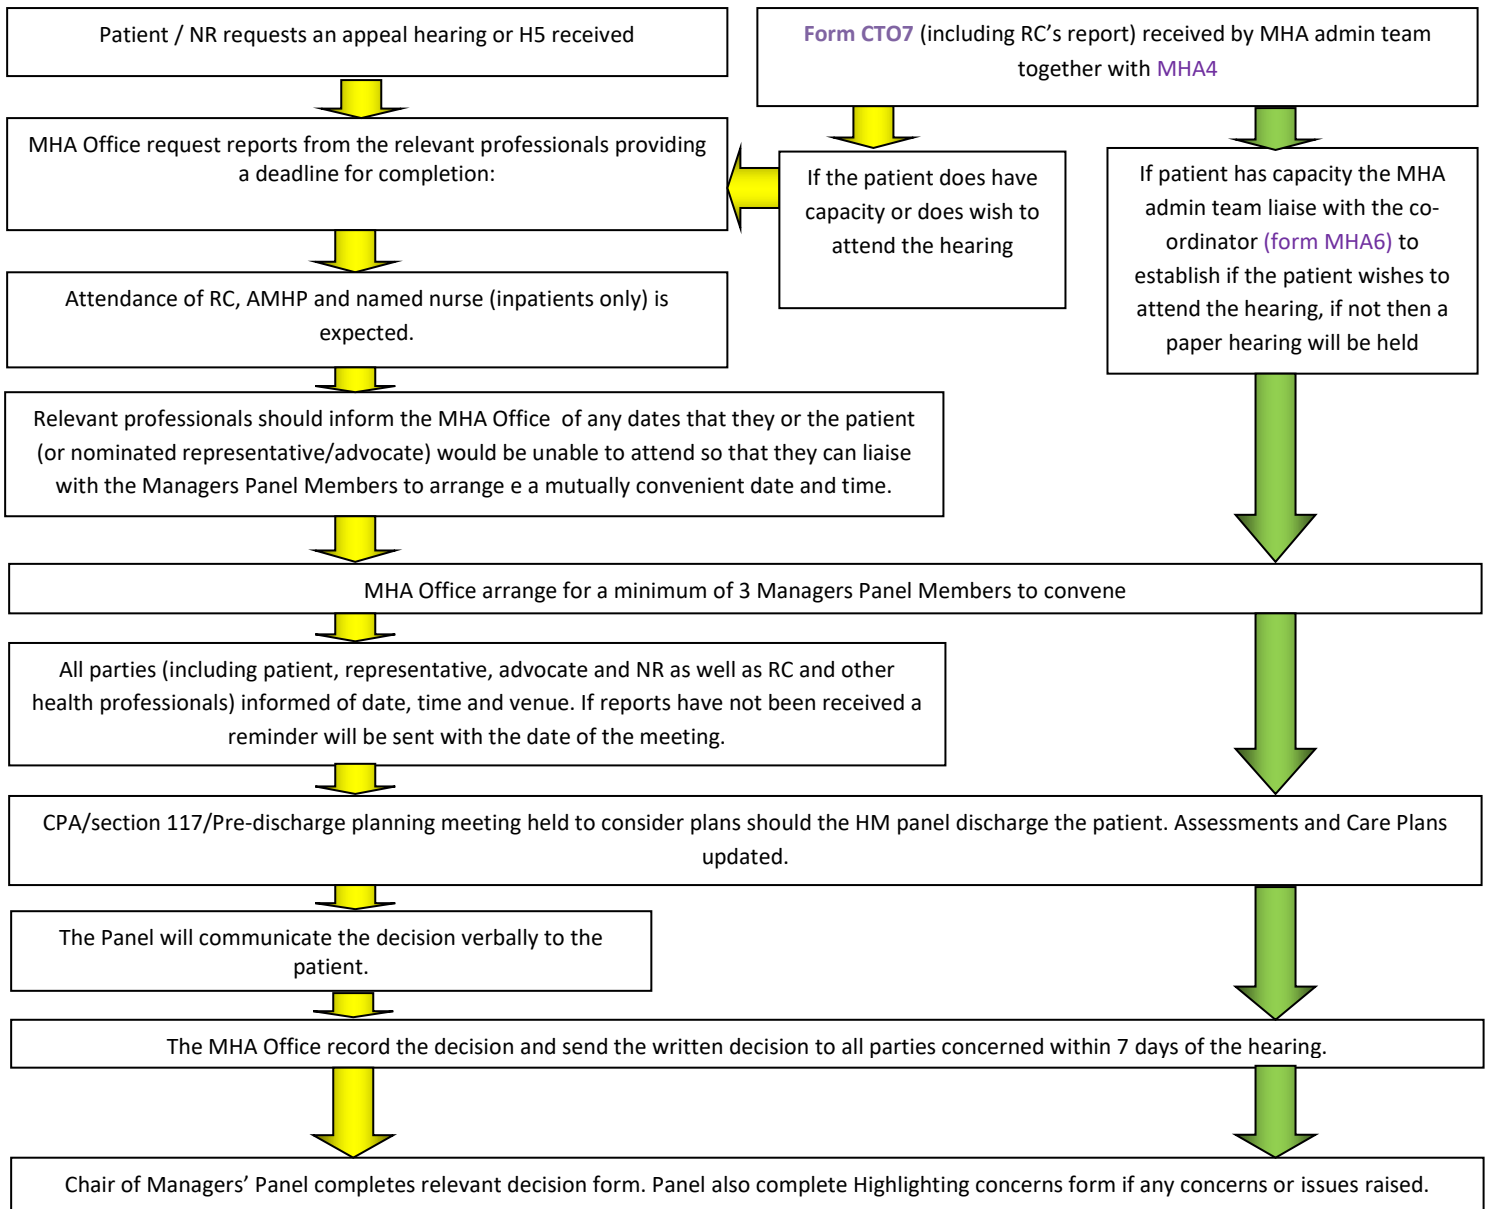 Patient / NR requests an appeal hearing or H5 received
Form CTO7 (including RC's report) received by MHA admin team
together with MHA4
MHA Office request reports from the relevant professionals providing
a deadline for completion:
If the patient does have
capacity or does wish to
attend the hearing
If patient has capacity the MHA
admin team liaise with the co-
ordinator (form MHA6) to
establish if the patient wishes to
attend the hearing, if not then a
paper hearing will be held
Attendance of RC, AMHP and named nurse (inpatients only) is
expected.
Relevant professionals should inform the MHA Office  of any dates that they or the patient
(or nominated representative/advocate) would be unable to attend so that they can liaise
with the Managers Panel Members to arrange e a mutually convenient date and time.
MHA Office arrange for a minimum of 3 Managers Panel Members to convene
All parties (including patient, representative, advocate and NR as well as RC and other
health professionals) informed of date, time and venue. If reports have not been received a
reminder will be sent with the date of the meeting.
CPA/section 117/Pre-discharge planning meeting held to consider plans should the HM panel discharge the patient. Assessments and Care Plans
updated.
The Panel will communicate the decision verbally to the
patient.
The MHA Office record the decision and send the written decision to all parties concerned within 7 days of the hearing.
Chair of Managers' Panel completes relevant decision form. Panel also complete Highlighting concerns form if any concerns or issues raised.